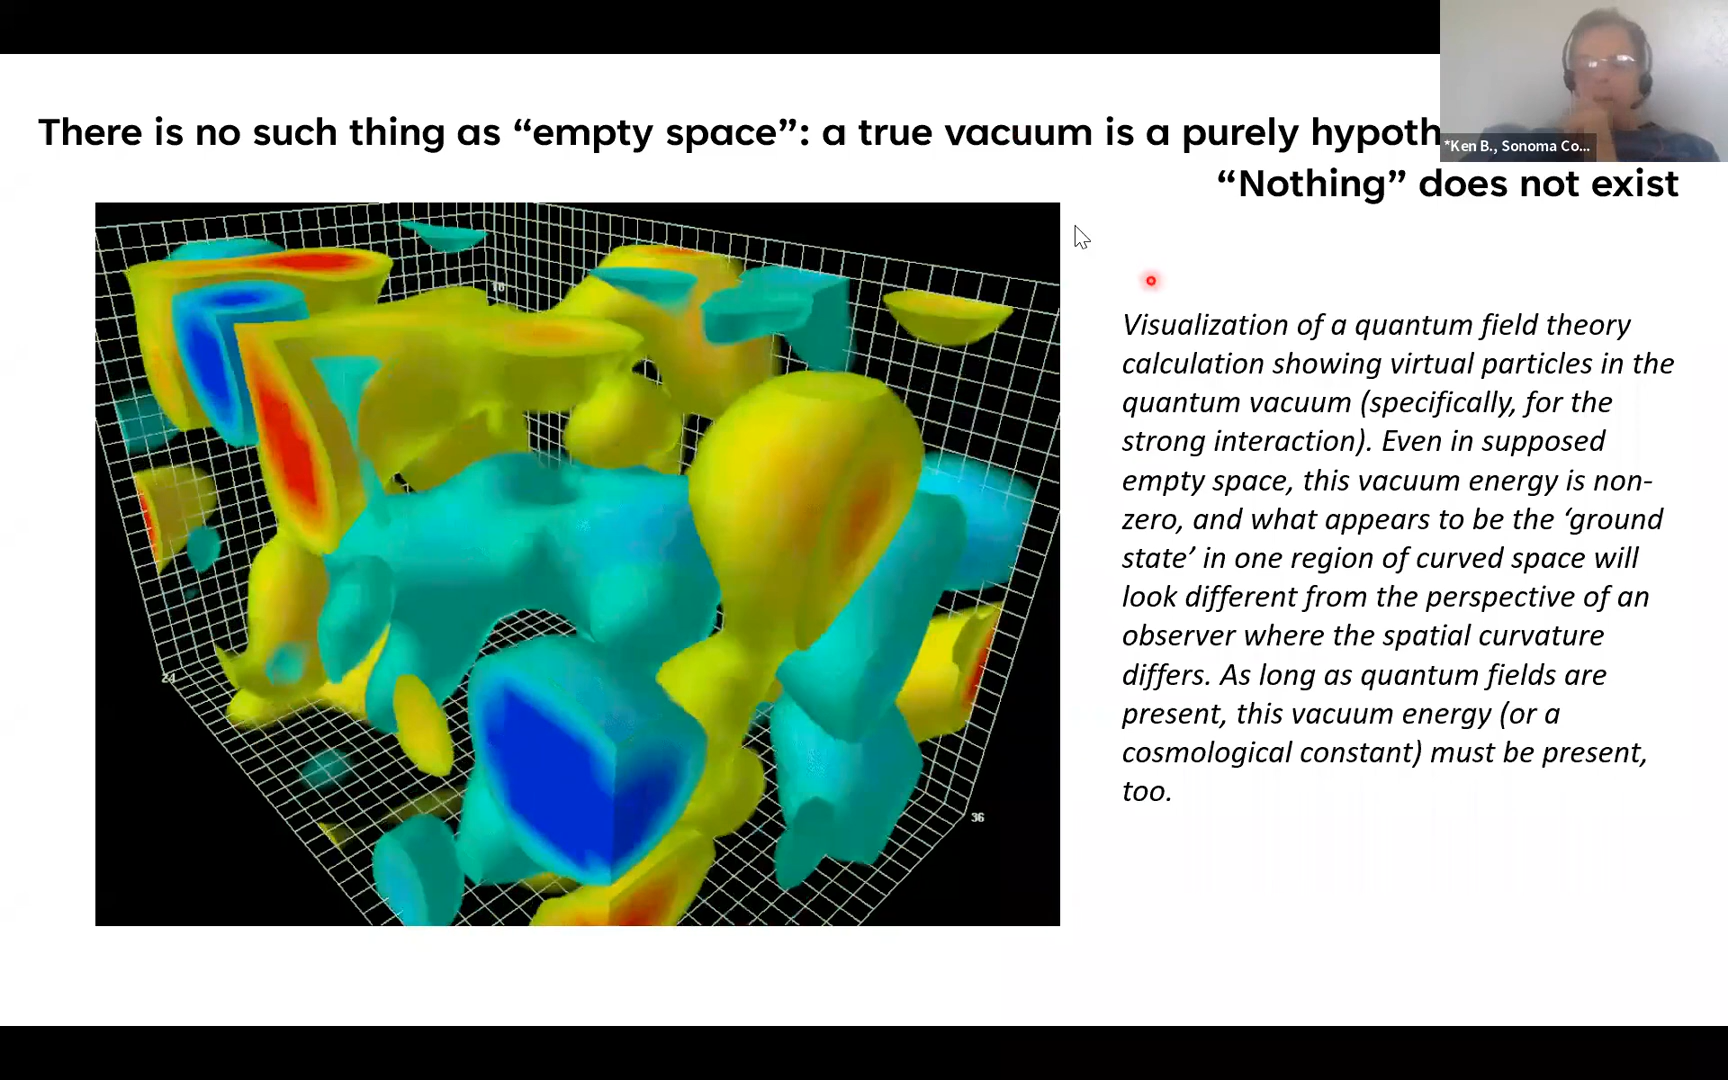 There is no such thing as “empty space”: a true vacuum is a purely
*Ken B., Sonoma Co...
“Nothing” does not exist
18
24
36
Visualization of a quantum field theory
calculation showing virtual particles in the
quantum vacuum (specifically, for the
strong interaction). Even in supposed
empty space, this vacuum energy is non-
zero, and what appears to be the ‘ground
state’ in one region of curved space will
look different from the perspective of an
observer where the spatial curvature
differs. As long as quantum fields are
present, this vacuum energy (or a
cosmological constant) must be present,
too.